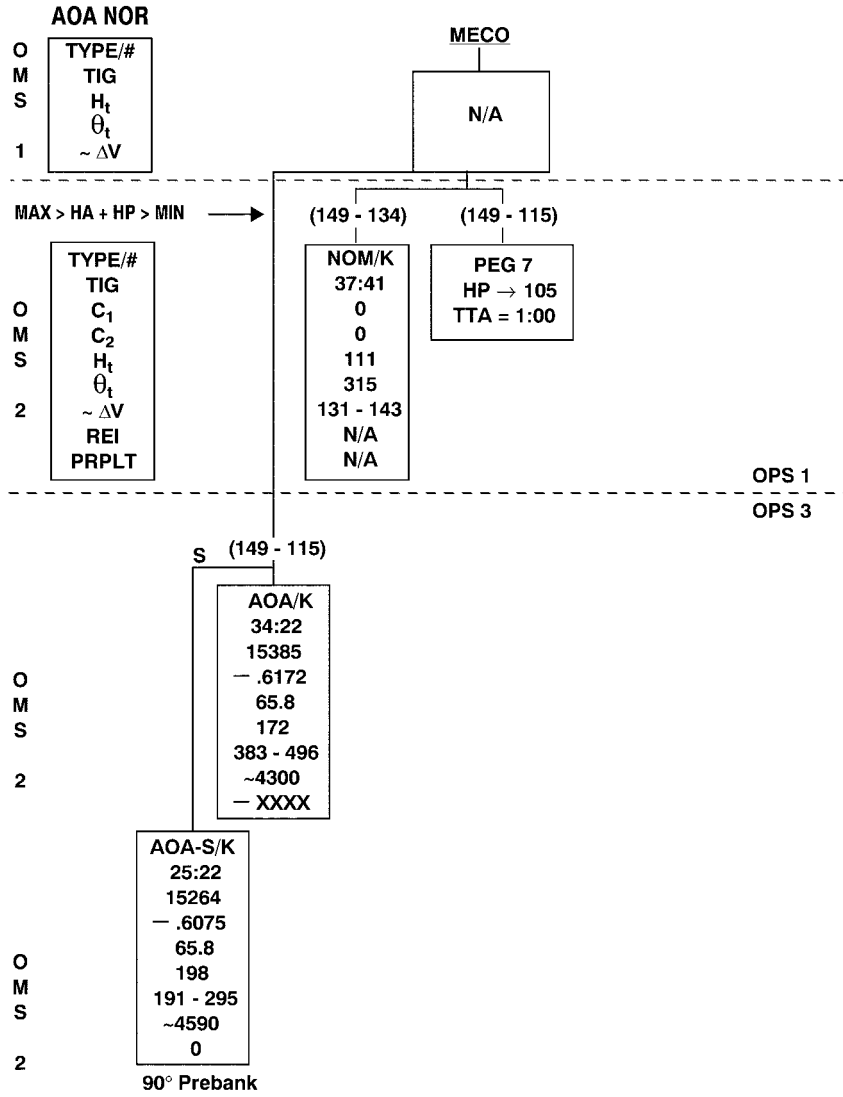 AOA NOR
O
M
S
1
TYPE/#
TIG
Ht
θt
~ ΔV
MECO
N/A
MAX > HA + HP > MIN
(149 - 134)
(149 - 115)
O
M
S
2
TYPE/#
TIG
C1
C2
Ht
θt
~ ΔV
REI
PRPLT
NOM/K
37:41
0
0
111
315
131 - 143
N/A
N/A
PEG 7
HP → 105
TTA = 1:00
OPS 1
OPS 3
S
(149 - 115)
O
M
S
2
AOA/K
34:22
15385
– .6172
65.8
172
383 - 496
~4300
– XXXX
O
M
S
2
AOA-S/K
25:22
15264
– .6075
65.8
198
191 - 295
~4590
0
90° Prebank